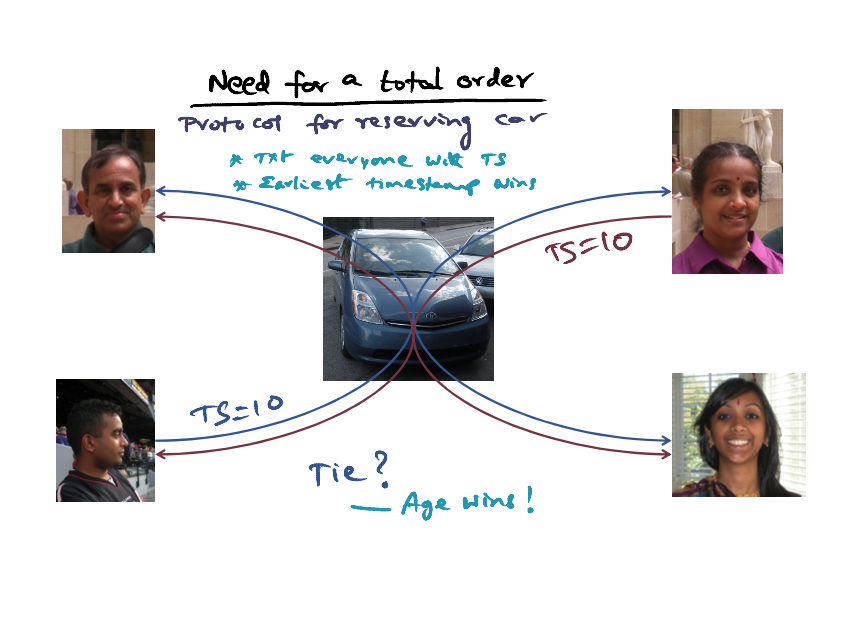 Need for a total order
Protocol for reserving car
* Txt everyone with TS
* Earliest timestamp wins
TS=10
TS=10
Tie?
— Age wins!